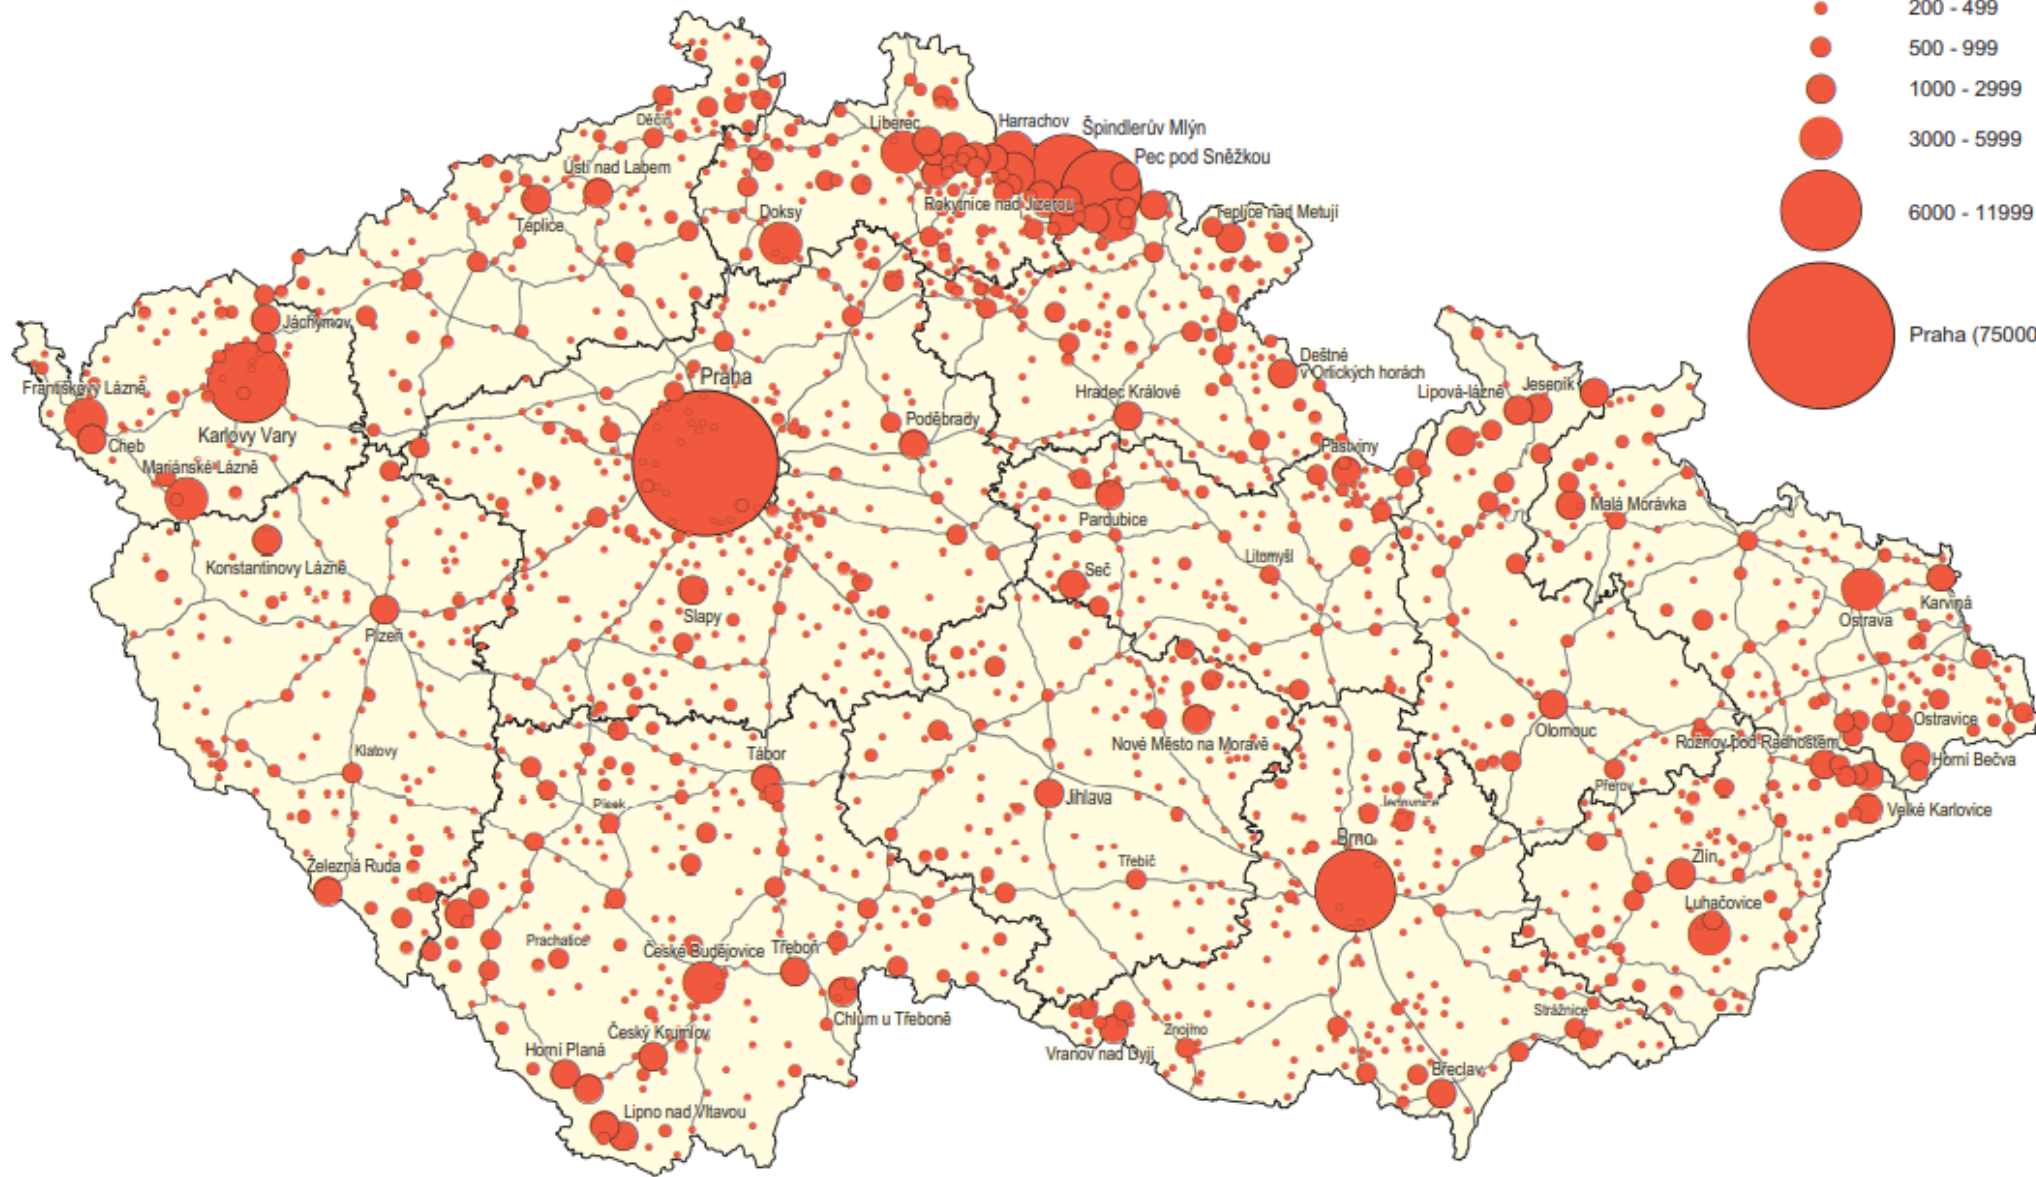 200 - 499
500 - 999
1000 - 2999
3000 - 5999
6000 - 11999
Praha (75000
Děčín
Liberec
Harrachov
Špindlerův Mlýn
Pec pod Sněžkou
Ústí nad Labem
Teplice
Doksy
Rokytnice nad Jizerou
Teplice nad Metují
Jáchymov
Františkovy Lázně
Karlovy Vary
Cheb
Mariánské Lázně
Praha
Poděbrady
Hradec Králové
Deštné
v Orlických horách
Lipová-lázně
Jeseník
Pastviny
Pardubice
Malá Morávka
Konstantinovy Lázně
Plzeň
Slapy
Seč
Litomyšl
Ostrava
Karviná
Klatovy
Tábor
Nové Město na Moravě
Olomouc
Rožnov pod Radhoštěm
Ostravice
Horní Bečva
Písek
Jihlava
Jedovnice
Přerov
Velké Karlovice
Železná Ruda
Třebíč
Brno
Zlín
Luhačovice
Prachatice
České Budějovice
Třeboň
Chlum u Třeboně
Český Krumlov
Horní Planá
Lipno nad Vltavou
Vranov nad Dyjí
Znojmo
Strážnice
Břeclav